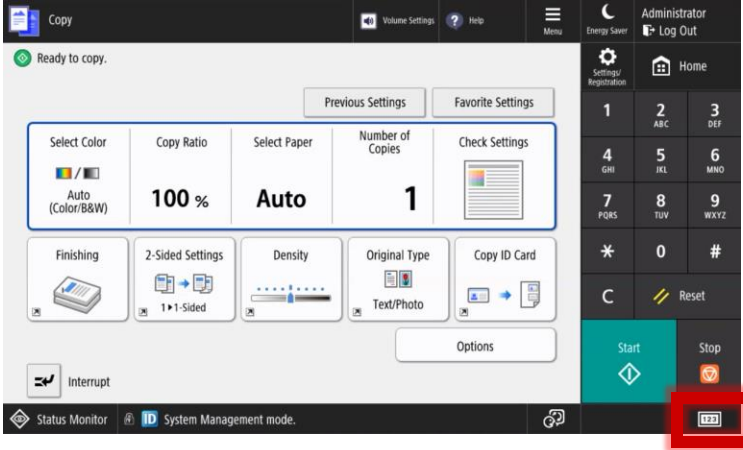 Copy
Volume Settings
Help
Menu
Energy Saver
Administrator
Log Out
Ready to copy.
Settings/
Registration
Home
Previous Settings
Favorite Settings
Select Color
Auto
(Color/B&W)
Copy Ratio
100 %
Select Paper
Auto
Number of
Copies
1
Check Settings
Finishing
2-Sided Settings
1▶1-Sided
Density
Original Type
Text/Photo
Copy ID Card
Options
Interrupt
1
2
ABC
3
DEF
4
GHI
5
JKL
6
MNO
7
PQRS
8
TUV
9
WXYZ
*
0
#
C
Reset
Start
Stop
Status Monitor
ID System Management mode.
123